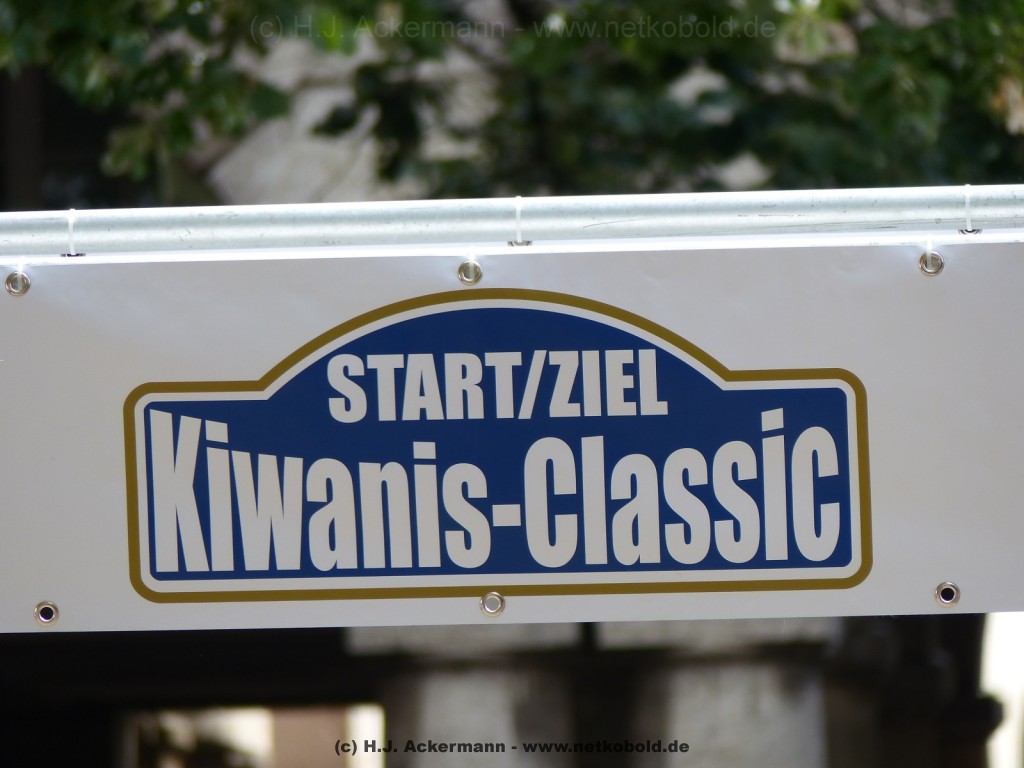 (c) H.J. Ackermann - www.netkobold.de
START/ZIEL
Kiwanis-Classic
(c) H.J. Ackermann - www.netkobold.de